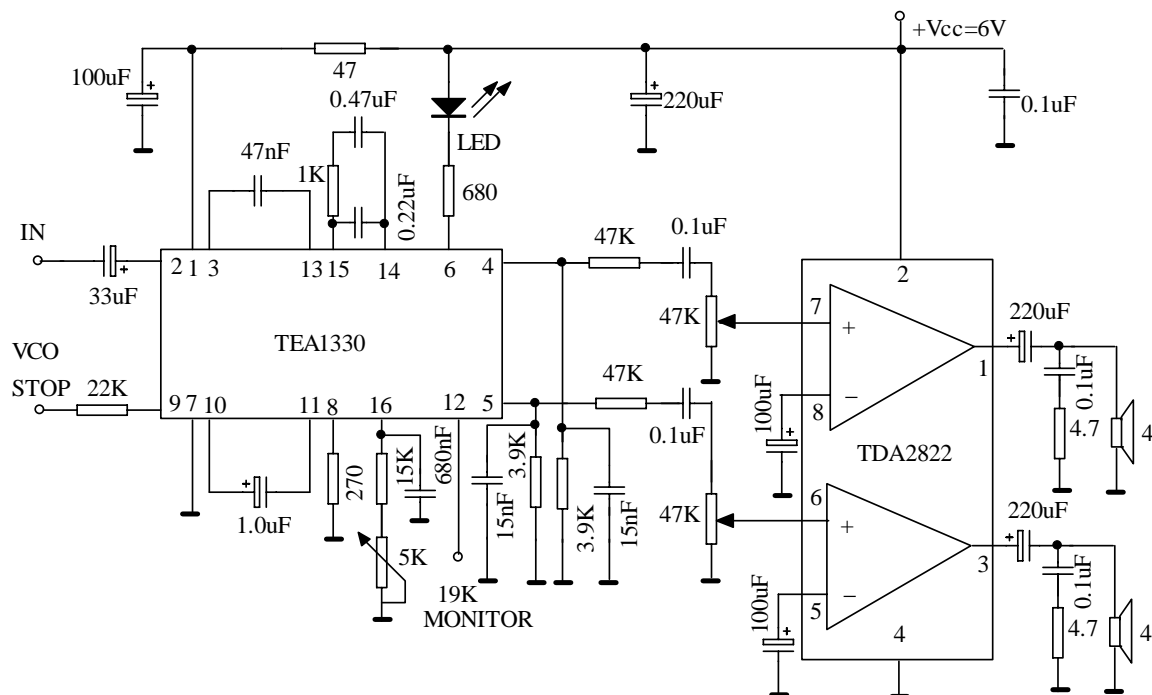 +Vcc=6V
100uF
47
0.47uF
220uF
0.1uF
LED
47nF
1K
0.22uF
680
IN
33uF
2
1
3
13
15
14
6
4
47K
0.1uF
47K
2
7
220uF
TEA1330
+
1
0.1uF
VCO
STOP
22K
47K
0.1uF
100uF
8
−
4.7
4
9
7
10
11
8
16
12
5
TDA2822
1.0uF
270
15K
680nF
15nF
3.9K
3.9K
15nF
47K
6
+
220uF
3
5K
19K
MONITOR
100uF
5
−
4
0.1uF
4.7
4